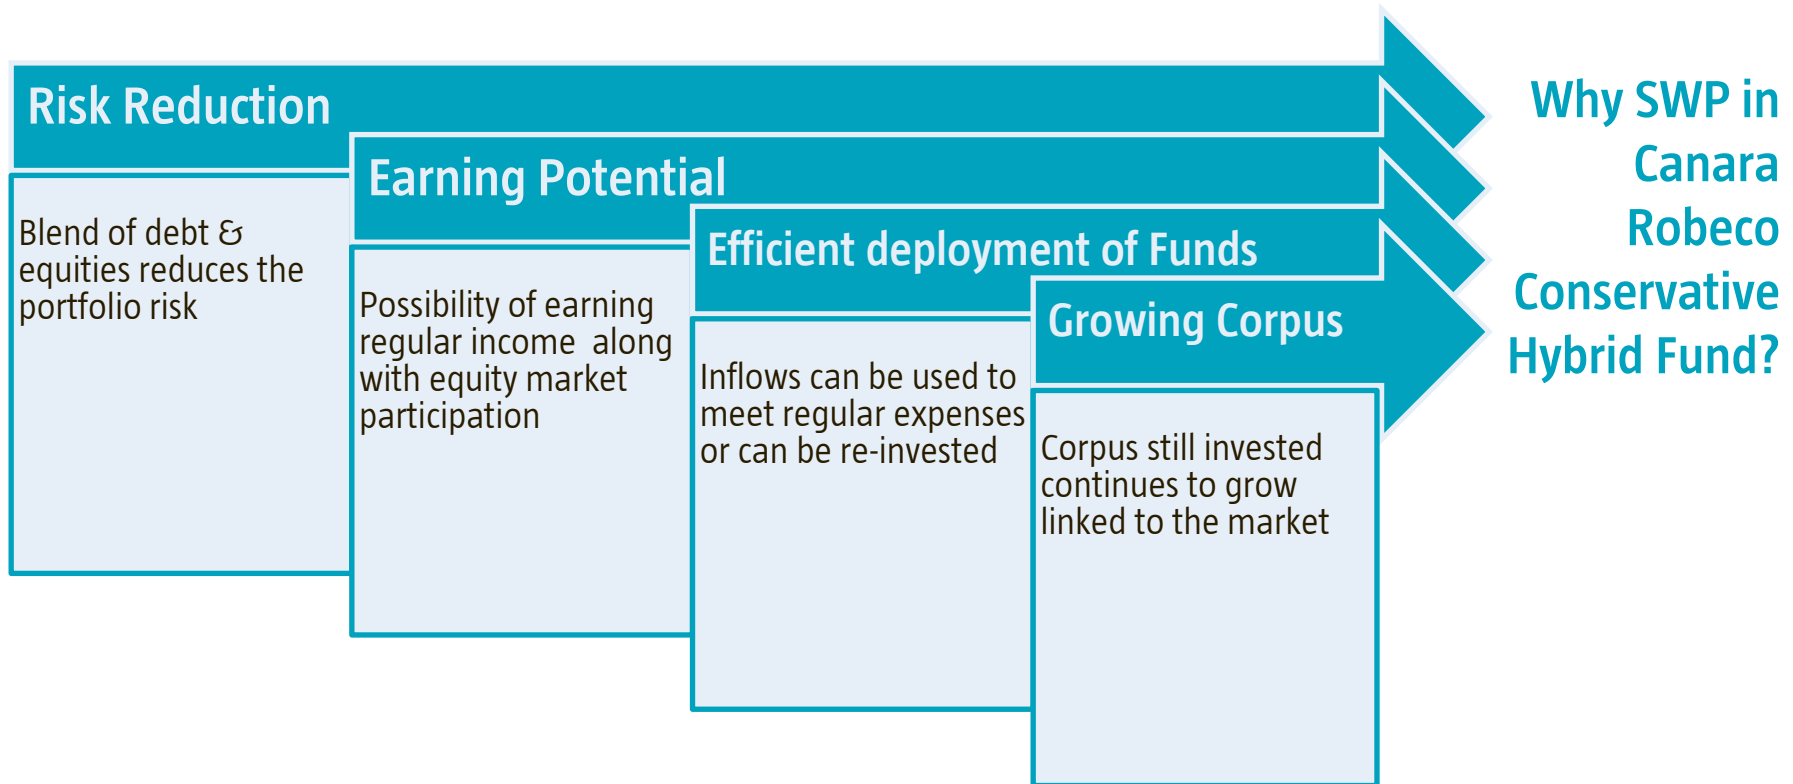 Risk Reduction
Blend of debt &
equities reduces the
portfolio risk
Earning Potential
Possibility of earning
regular income  along
with equity market
participation
Efficient deployment of Funds
Inflows can be used to
meet regular expenses
or can be re-invested
Growing Corpus
Corpus still invested
continues to grow
linked to the market
Why SWP in
Canara
Robeco
Conservative
Hybrid Fund?